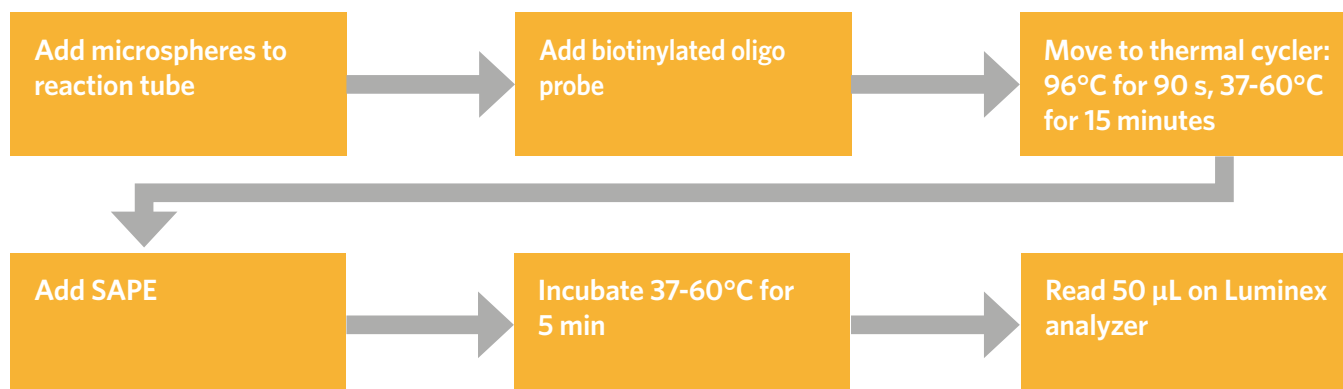 Add microspheres to
reaction tube
Add biotinylated oligo
probe
Move to thermal cycler:
96°C for 90 s, 37-60°C
for 15 minutes
Add SAPE
Incubate 37-60°C for
5 min
Read 50 µL on Luminex
analyzer